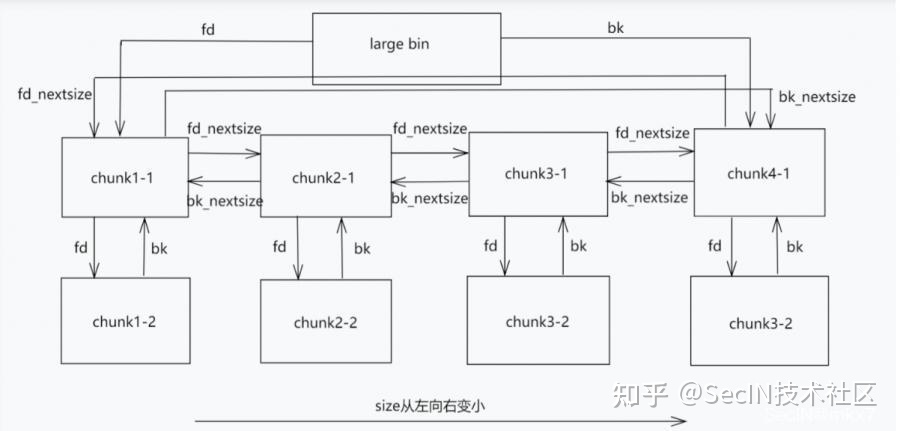 fd
bk
large bin
fd_nextsize
bk_nextsize
fd_nextsize
fd_nextsize
fd_nextsize
chunk1-1
chunk2-1
chunk3-1
chunk4-1
bk_nextsize
bk_nextsize
bk_nextsize
fd
bk
fd
bk
fd
bk
fd
bk
chunk1-2
chunk2-2
chunk3-2
chunk3-2
知乎 @SecIN技术社区
size从左向右变小